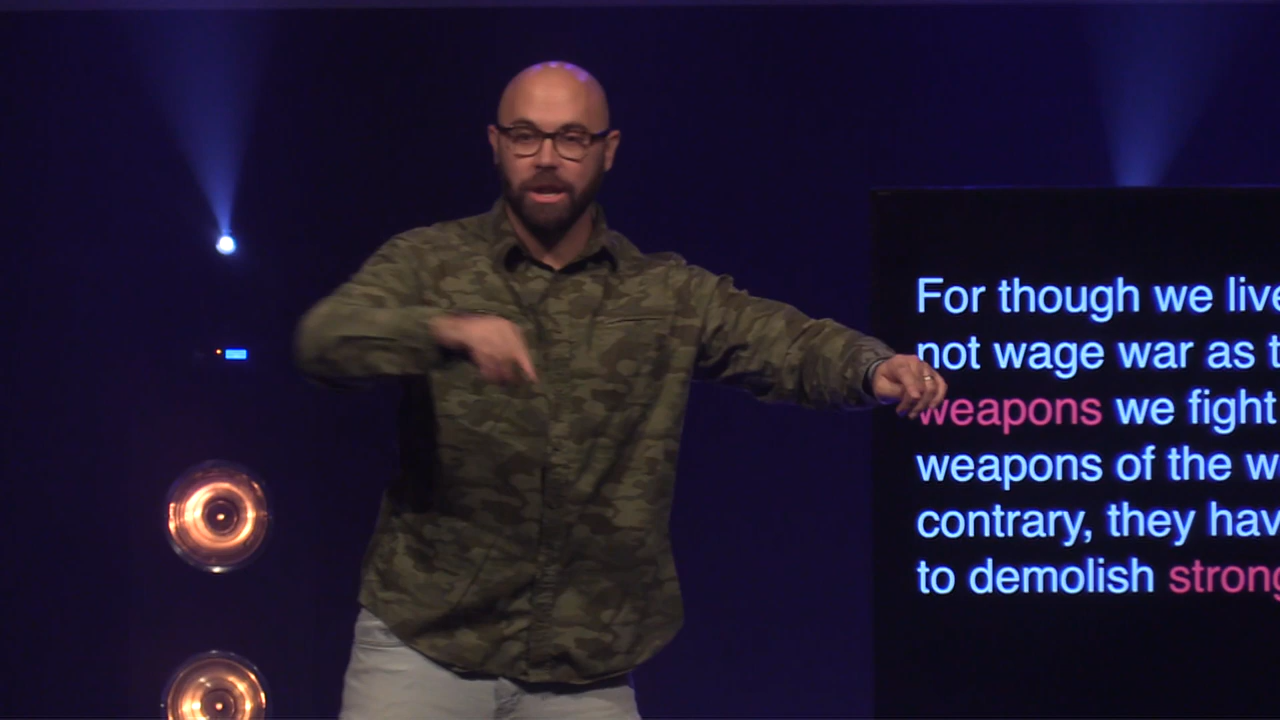 For though we live
not wage war as t
weapons we fight
weapons of the w
contrary, they hav
to demolish strong